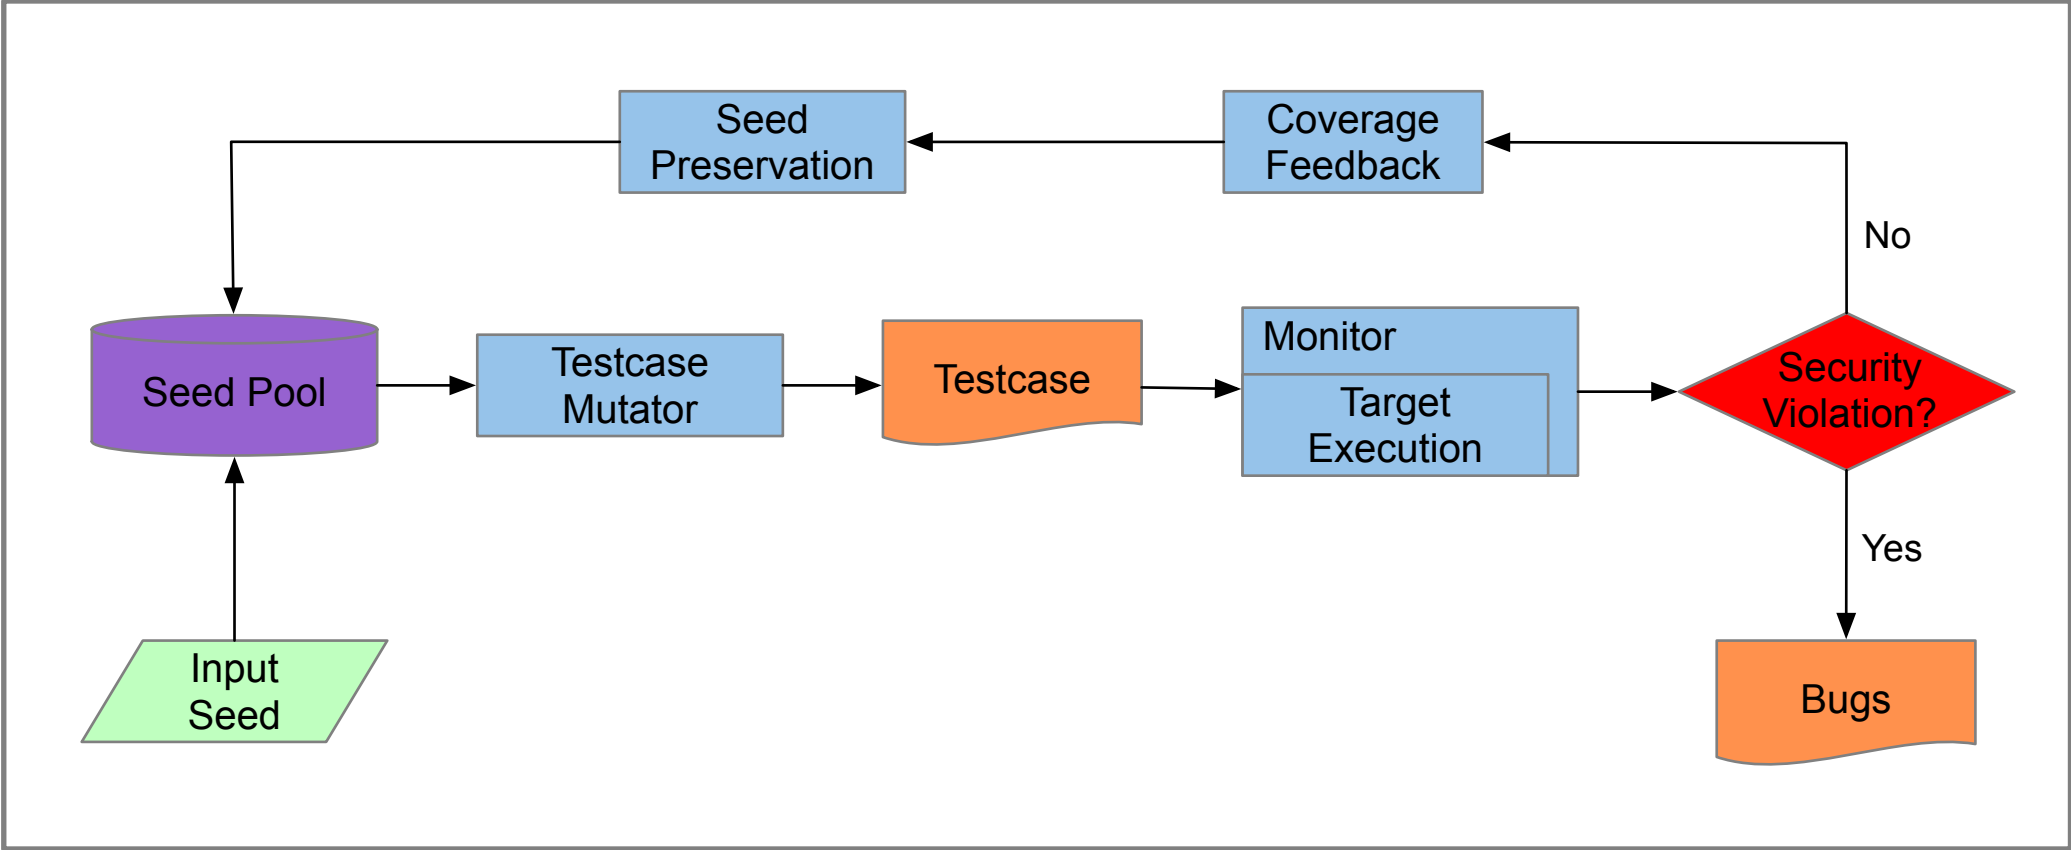 Seed
Preservation
Coverage
Feedback
No
Seed Pool
Testcase
Mutator
Testcase
Monitor
Target
Execution
Security
Violation?
Yes
Input
Seed
Bugs